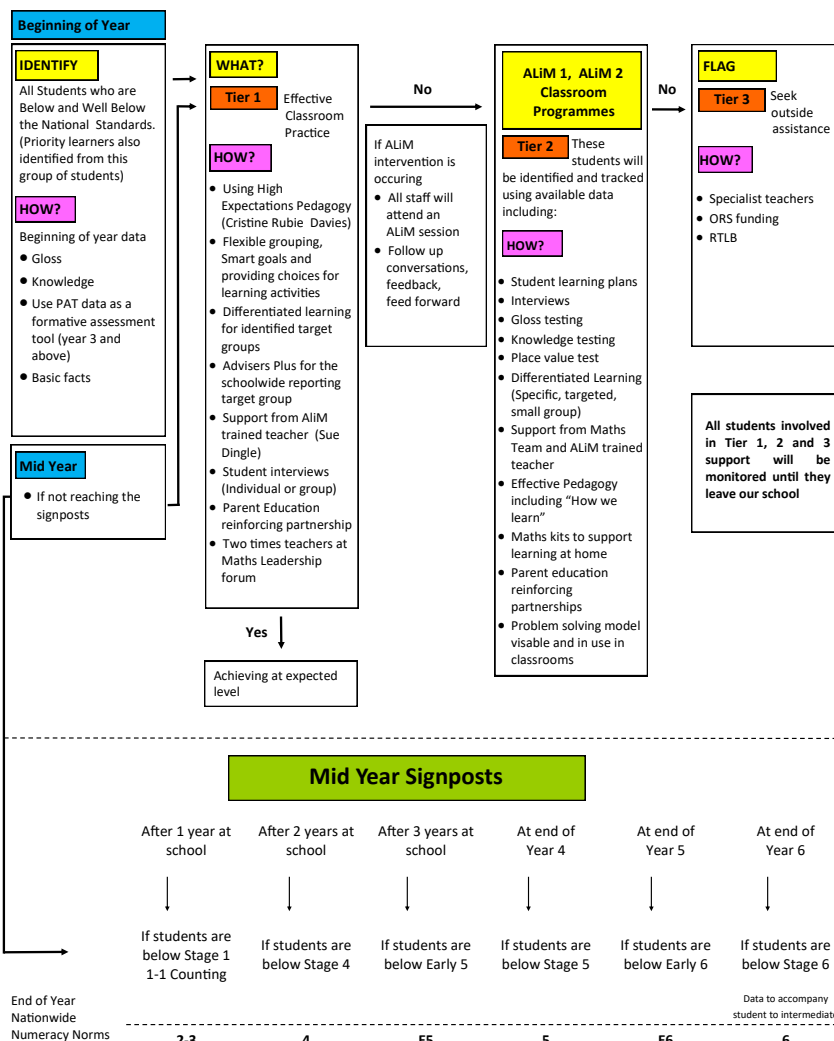 Beginning of Year
IDENTIFY
All Students who are
Below and Well Below
the National Standards.
(Priority learners also
identified from this
group of students)
HOW?
Beginning of year data
• Gloss
• Knowledge
• Use PAT data as a
formative assessment
tool (year 3 and
above)
• Basic facts
Mid Year
• If not reaching the
signposts
WHAT?
Tier 1 Effective
Classroom
Practice
HOW?
• Using High
Expectations Pedagogy
(Cristine Rubie Davies)
• Flexible grouping,
Smart goals and
providing choices for
learning activities
• Differentiated learning
for identified target
groups
• Advisers Plus for the
schoolwide reporting
target group
• Support from AliM
trained teacher (Sue
Dingle)
• Student interviews
(Individual or group)
• Parent Education
reinforcing partnership
• Two times teachers at
Maths Leadership
forum
Yes
Achieving at expected
level
No
If ALiM
intervention is
occuring
• All staff will
attend an
ALiM session
• Follow up
conversations,
feedback,
feed forward
ALiM 1, ALiM 2
Classroom
Programmes
Tier 2 These
students will
be identified and tracked
using available data
including:
HOW?
• Student learning plans
• Interviews
• Gloss testing
• Knowledge testing
• Place value test
• Differentiated Learning
(Specific, targeted,
small group)
• Support from Maths
Team and ALiM trained
teacher
• Effective Pedagogy
including “How we
learn”
• Maths kits to support
learning at home
• Parent education
reinforcing
partnerships
• Problem solving model
visable and in use in
classrooms
No
FLAG
Tier 3 Seek
outside
assistance
HOW?
• Specialist teachers
• ORS funding
• RTLB
All students involved
in Tier 1, 2 and 3
support will be
monitored until they
leave our school
Mid Year Signposts
After 1 year at
school
After 2 years at
school
After 3 years at
school
At end of
Year 4
At end of
Year 5
At end of
Year 6
If students are
below Stage 1
1-1 Counting
If students are
below Stage 4
If students are
below Early 5
If students are
below Stage 5
If students are
below Early 6
If students are
below Stage 6
Data to accompany
student to intermediate
End of Year
Nationwide
Numeracy Norms
2-3 4 E5 5 E6 6